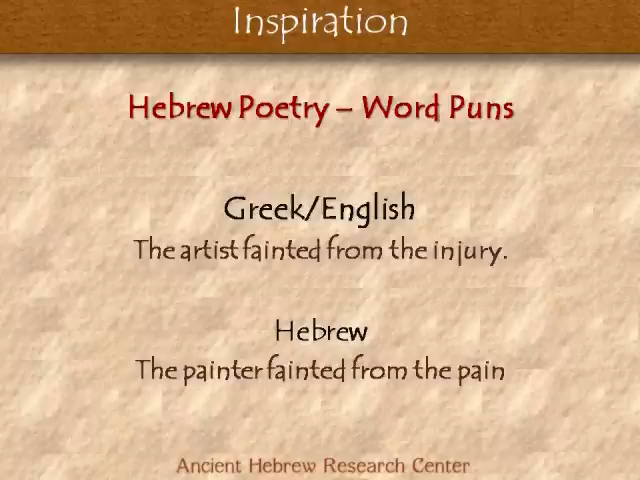 Inspiration
Hebrew Poetry – Word Puns
Greek/English
The artist fainted from the injury.
Hebrew
The painter fainted from the pain
Ancient Hebrew Research Center